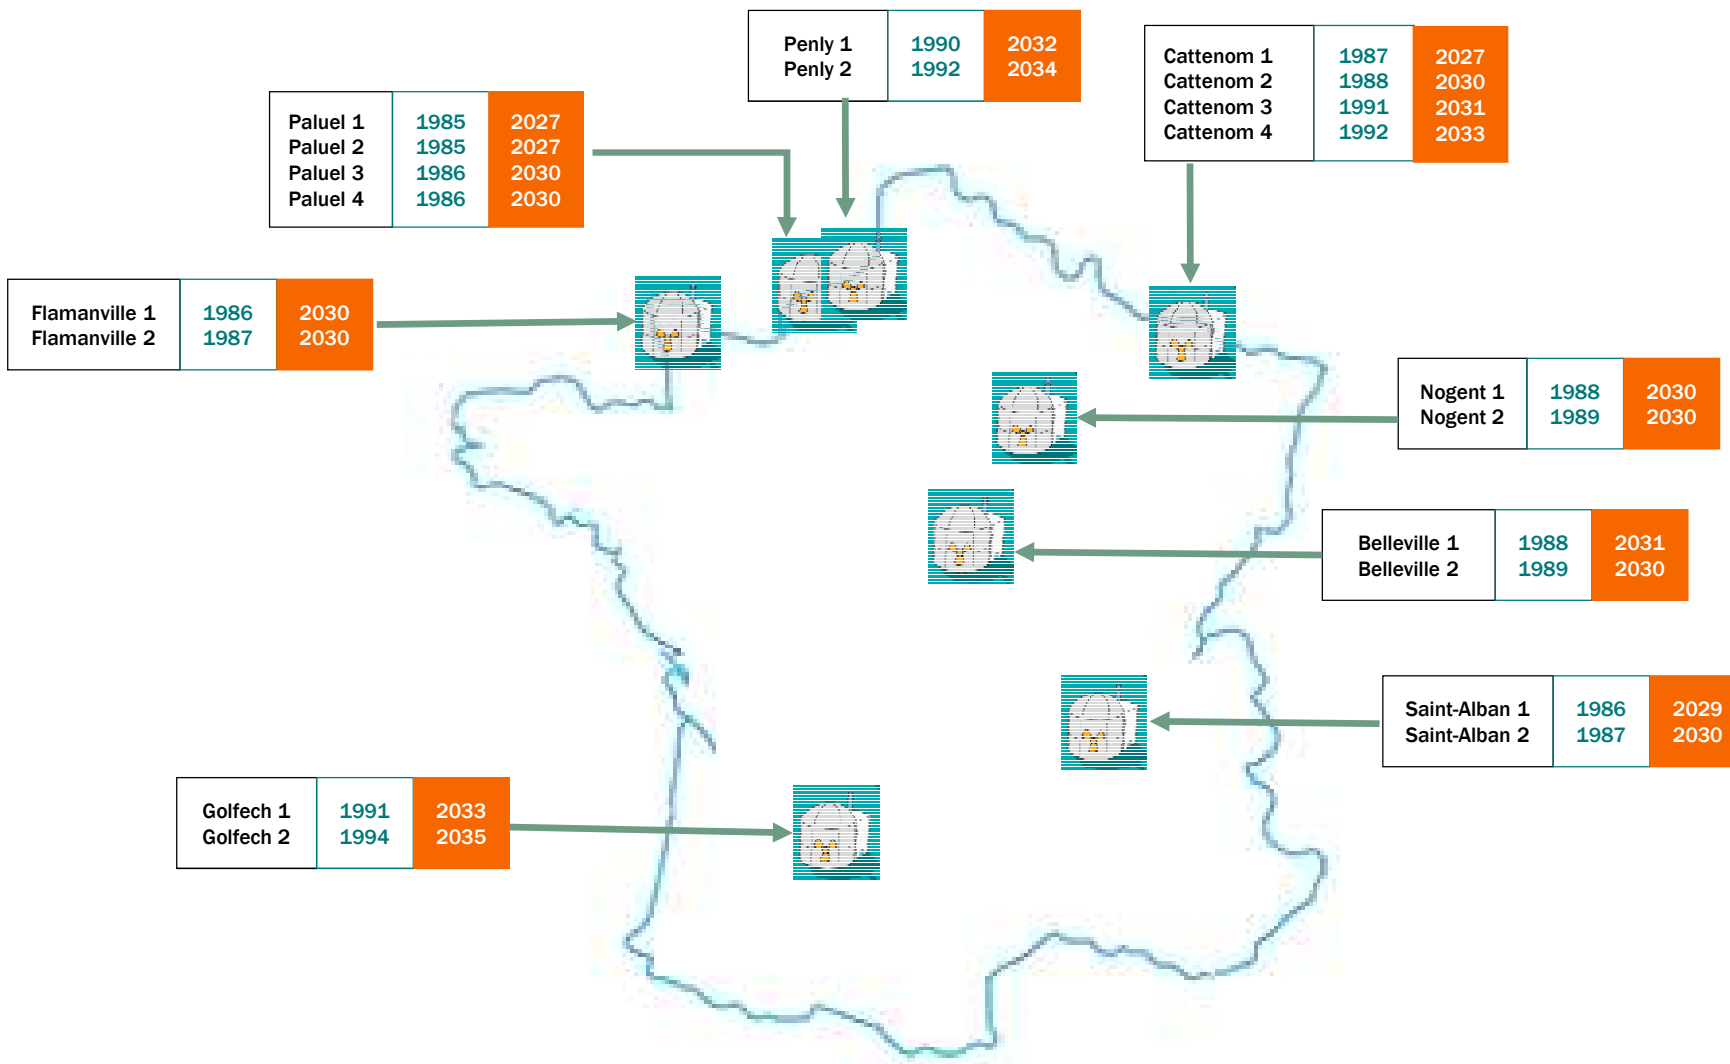 Penly 1 1990 2032
Penly 2 1992 2034
Cattenom 1 1987 2027
Cattenom 2 1988 2030
Cattenom 3 1991 2031
Cattenom 4 1992 2033
Paluel 1 1985 2027
Paluel 2 1985 2027
Paluel 3 1986 2030
Paluel 4 1986 2030
Flamanville 1 1986 2030
Flamanville 2 1987 2030
Nogent 1 1988 2030
Nogent 2 1989 2030
Belleville 1 1988 2031
Belleville 2 1989 2030
Saint-Alban 1 1986 2029
Saint-Alban 2 1987 2030
Golfech 1 1991 2033
Golfech 2 1994 2035